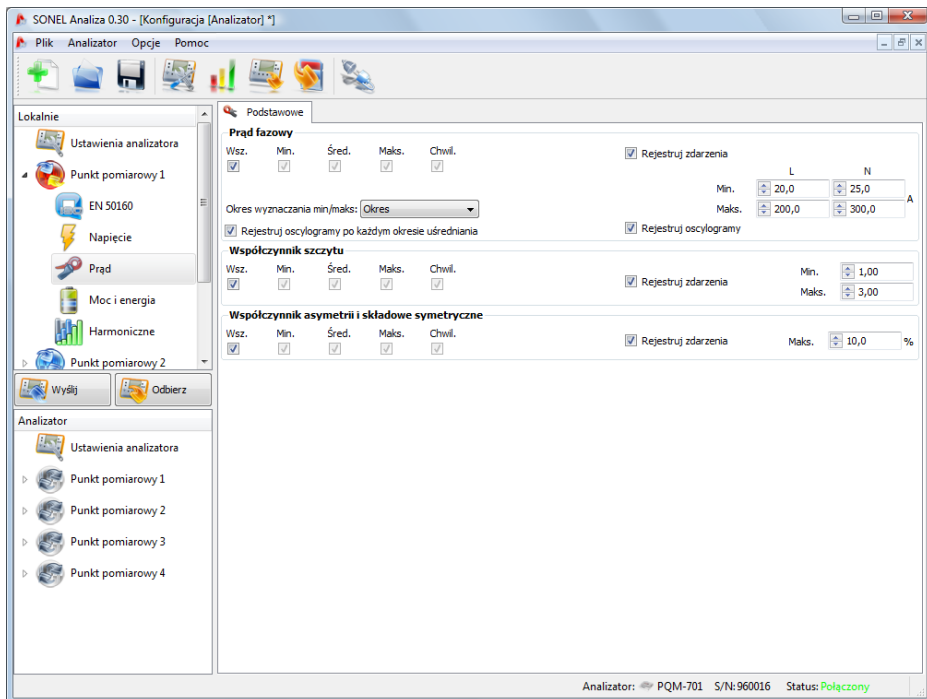 SONEL Analiza 0.30 - [Konfiguracja [Analizator] *]
Plik Analizator Opcje Pomoc
Lokalnie
Ustawienia analizatora
Punkt pomiarowy 1
EN 50160
Napięcie
Prąd
Moc i energia
Harmoniczne
Punkt pomiarowy 2
Wyślij Odbierz
Analizator
Ustawienia analizatora
Punkt pomiarowy 1
Punkt pomiarowy 2
Punkt pomiarowy 3
Punkt pomiarowy 4
Podstawowe
Prąd fazowy
Wsz. Min. Śred. Maks. Chwil.
Rejestruj zdarzenia
L N
Min. 20,0 25,0
A
Maks. 200,0 300,0
Okres wyznaczania min/maks: Okres
Rejestruj oscylogramy po każdym okresie uśredniania
Rejestruj oscylogramy
Współczynnik szczytu
Wsz. Min. Śred. Maks. Chwil.
Rejestruj zdarzenia
Min. 1,00
Maks. 3,00
Współczynnik asymetrii i składowe symetryczne
Wsz. Min. Śred. Maks. Chwil.
Rejestruj zdarzenia Maks. 10,0 %
Analizator: PQM-701 S/N: 960016 Status: Połączony